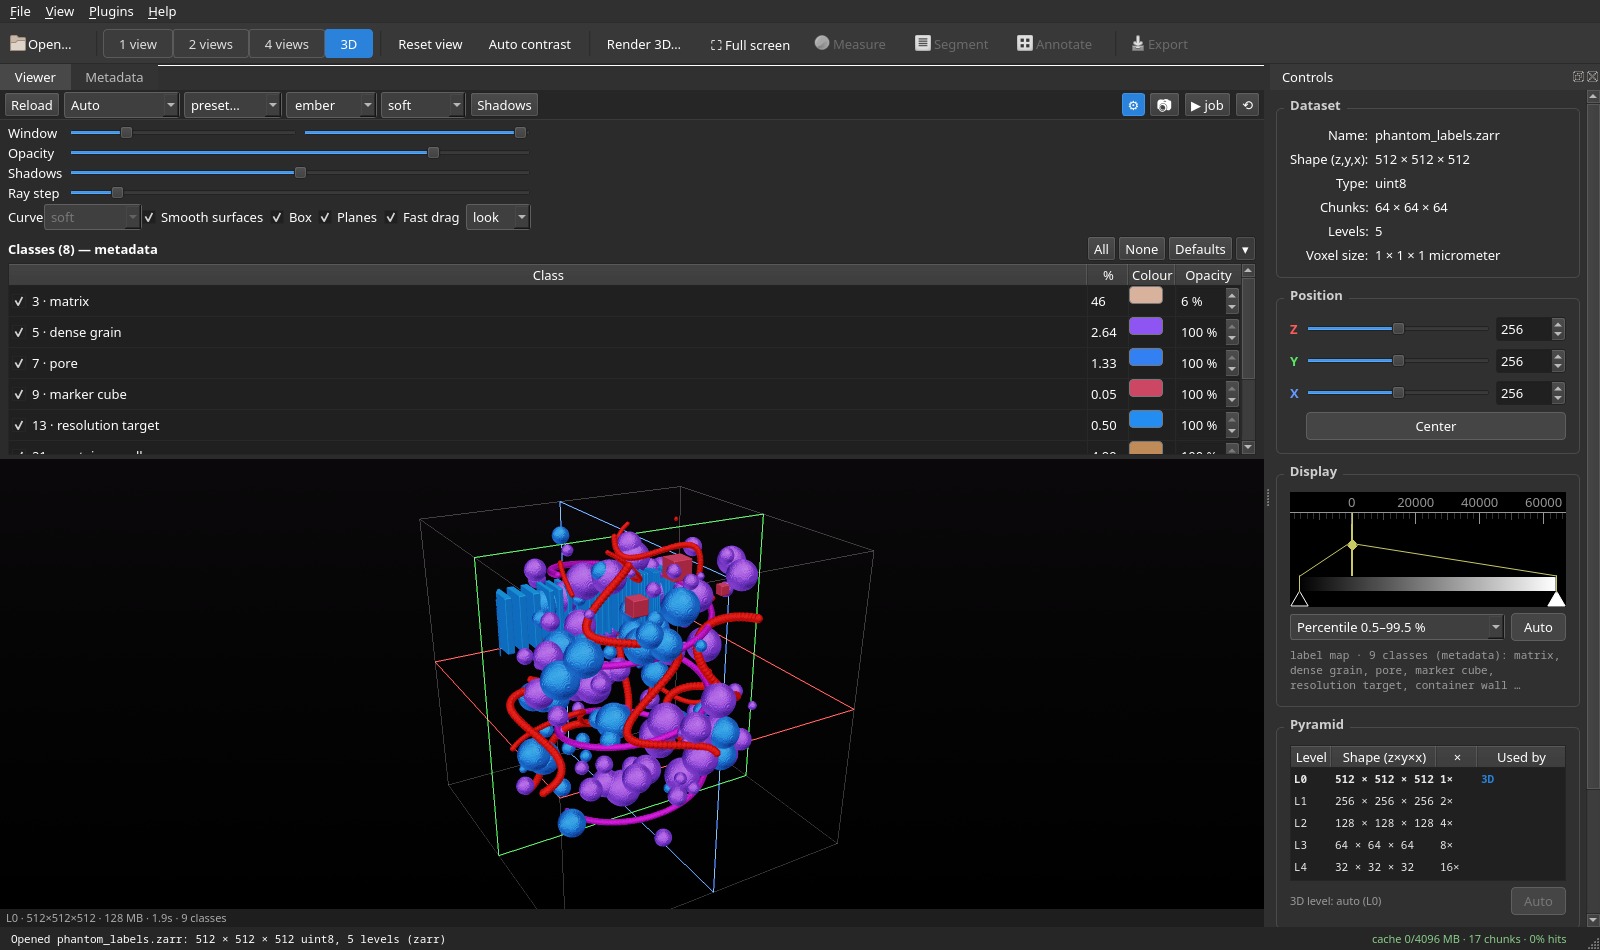 File View Plugins Help
Open... 1 view 2 views 4 views 3D Reset view Auto contrast Render 3D... Full screen Measure Segment Annotate Export
Viewer Metadata
Reload Auto preset... ember soft Shadows ▶ job
Window
Opacity
Shadows
Ray step
Curve soft ✓ Smooth surfaces ✓ Box ✓ Planes ✓ Fast drag look
Classes (8) — metadata All None Defaults ▾
Class % Colour Opacity
✓ 3 · matrix 46 6 %
✓ 5 · dense grain 2.64 100 %
✓ 7 · pore 1.33 100 %
✓ 9 · marker cube 0.05 100 %
✓ 13 · resolution target 0.50 100 %
L0 · 512×512×512 · 128 MB · 1.9s · 9 classes
Opened phantom_labels.zarr: 512 × 512 × 512 uint8, 5 levels (zarr)
Controls
Dataset
Name: phantom_labels.zarr
Shape (z,y,x): 512 × 512 × 512
Type: uint8
Chunks: 64 × 64 × 64
Levels: 5
Voxel size: 1 × 1 × 1 micrometer
Position
Z 256
Y 256
X 256
Center
Display
0 20000 40000 60000
Percentile 0.5–99.5 % Auto
label map · 9 classes (metadata): matrix,
dense grain, pore, marker cube,
resolution target, container wall …
Pyramid
Level Shape (z×y×x) × Used by
L0 512 × 512 × 512 1× 3D
L1 256 × 256 × 256 2×
L2 128 × 128 × 128 4×
L3 64 × 64 × 64 8×
L4 32 × 32 × 32 16×
3D level: auto (L0) Auto
cache 0/4096 MB · 17 chunks · 0% hits